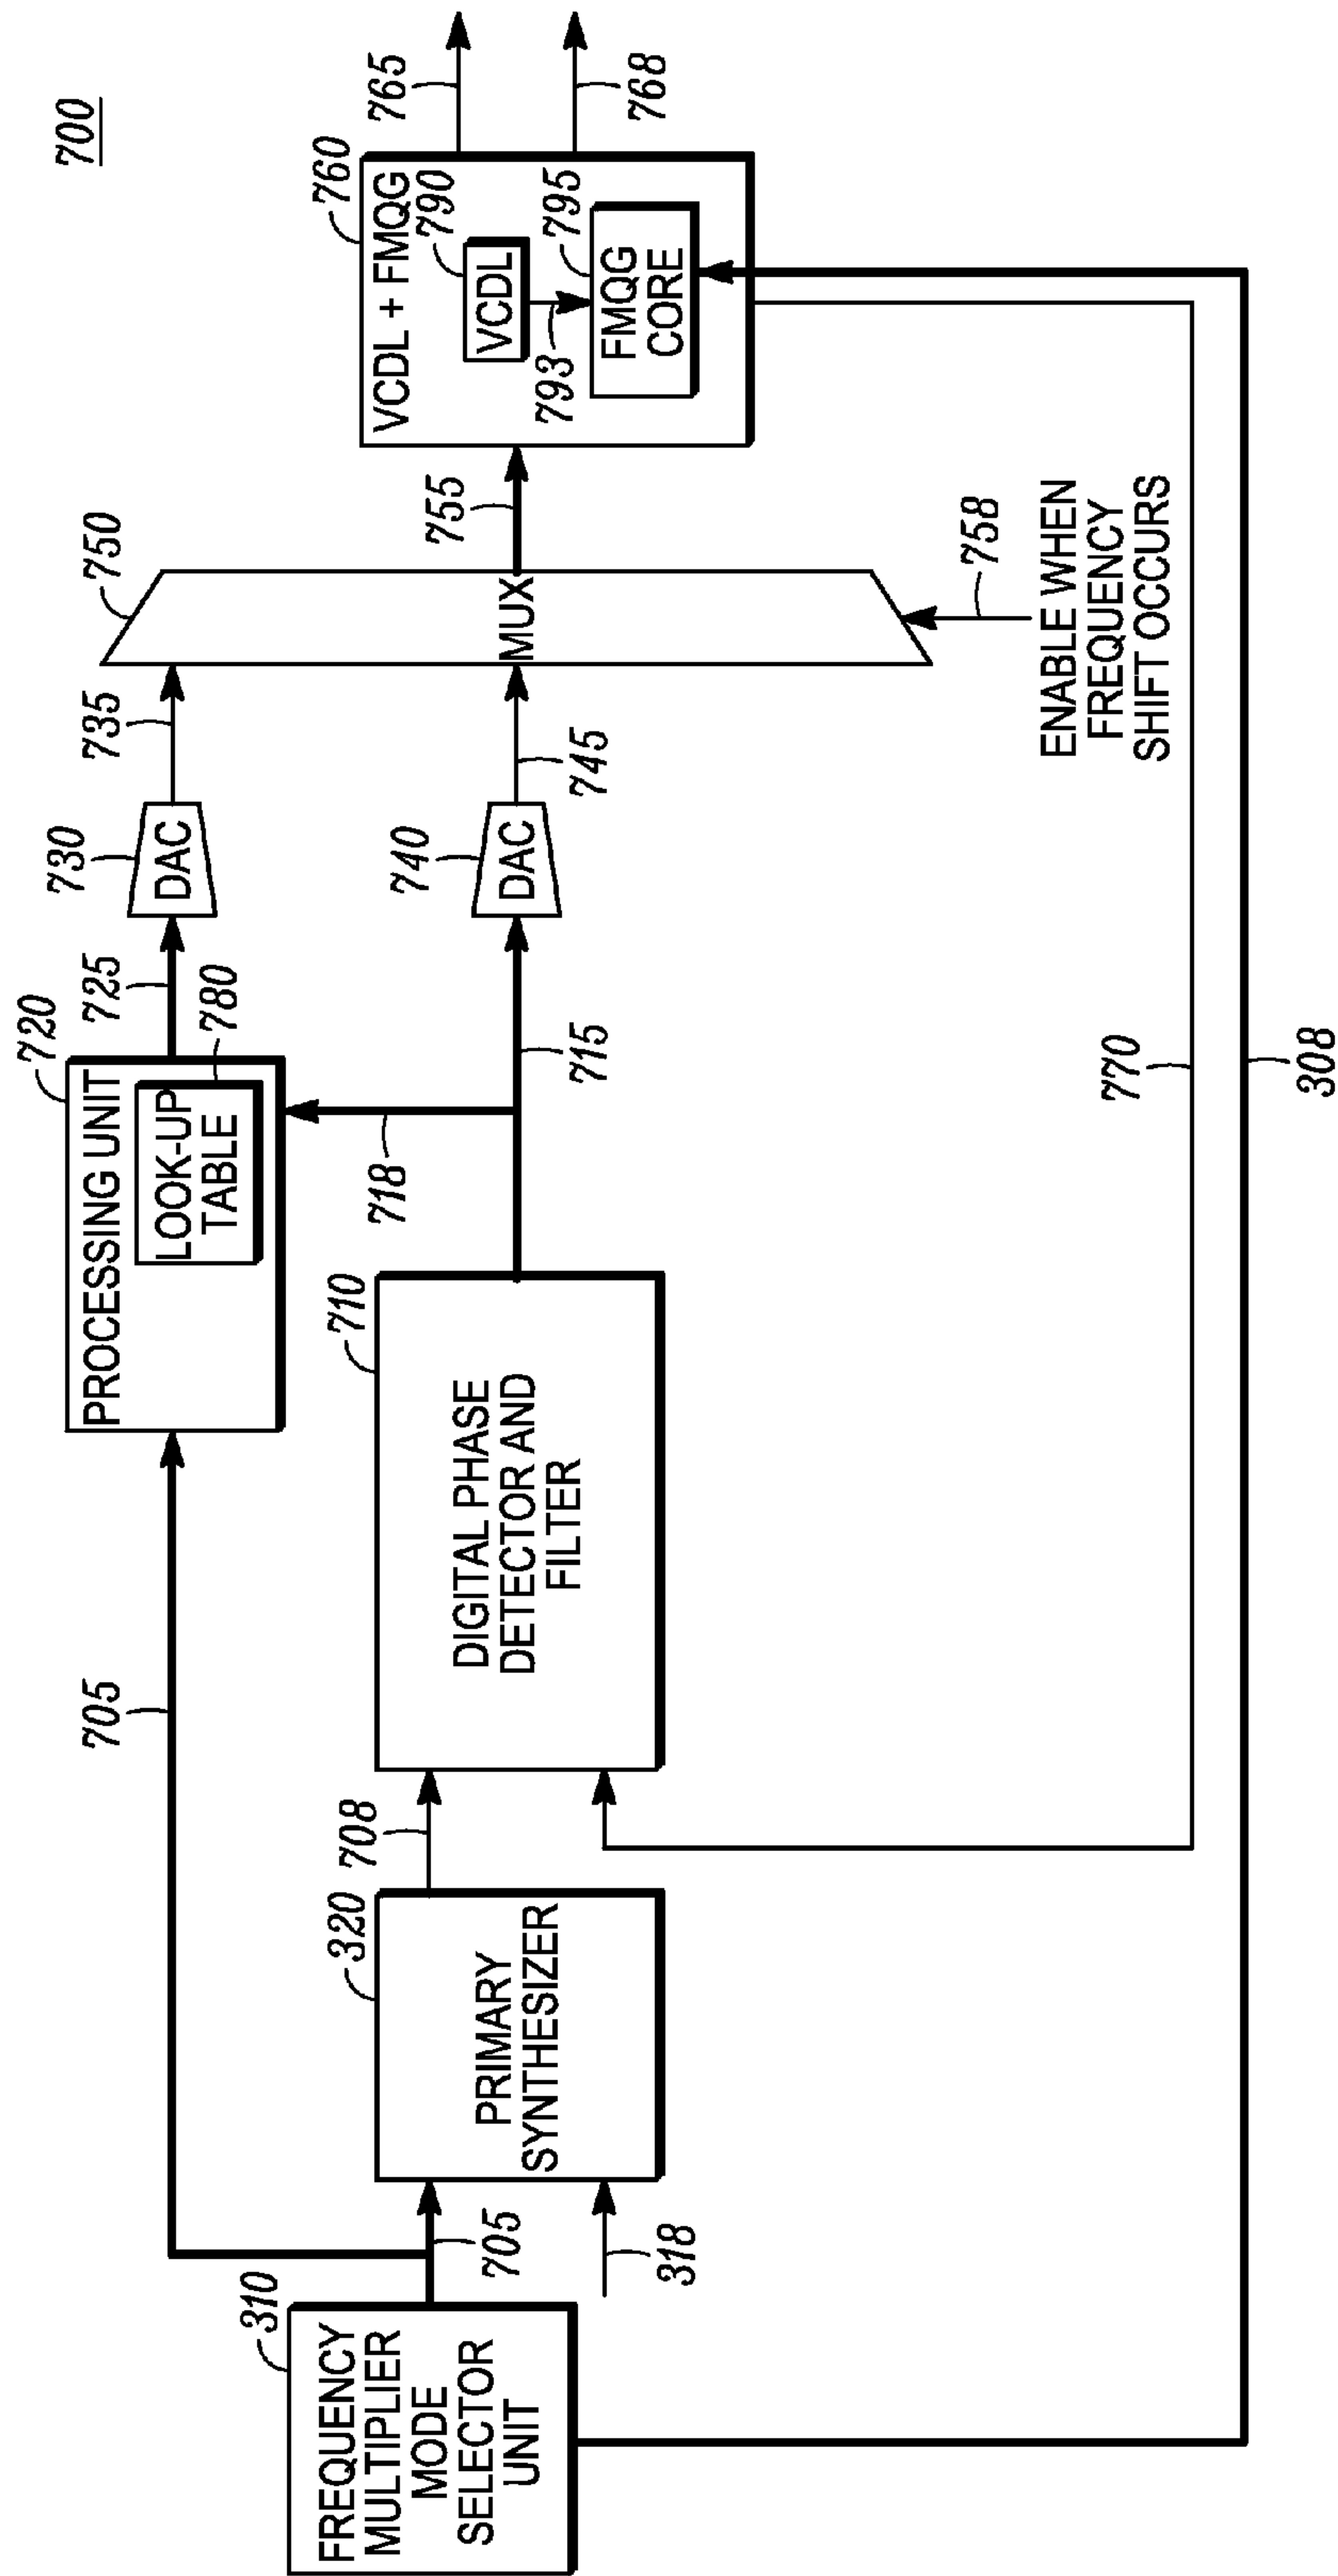 700
FREQUENCY
MULTIPLIER
MODE
SELECTOR
UNIT
310
705
705
318
PRIMARY
SYNTHESIZER
320
708
DIGITAL PHASE
DETECTOR AND
FILTER
710
715
718
PROCESSING UNIT
720
LOOK-UP
TABLE
780
725
DAC
730
735
DAC
740
745
MUX
750
755
758
ENABLE WHEN
FREQUENCY
SHIFT OCCURS
VCDL + FMQG
760
VCDL
790
793
FMQG
CORE
795
765
768
770
308